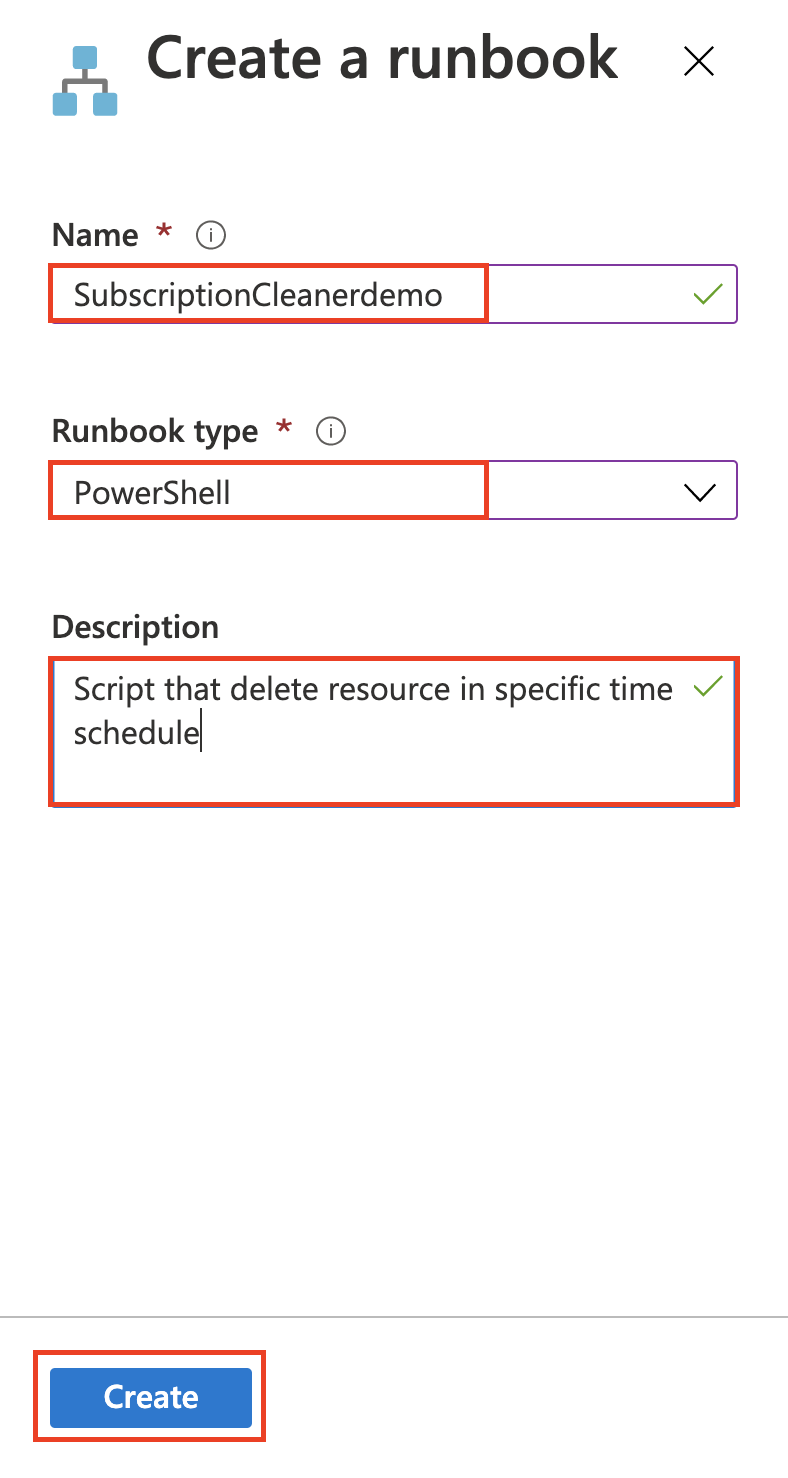 Create a runbook
Name *
SubscriptionCleanerdemo
Runbook type *
PowerShell
Description
Script that delete resource in specific time
schedule
Create